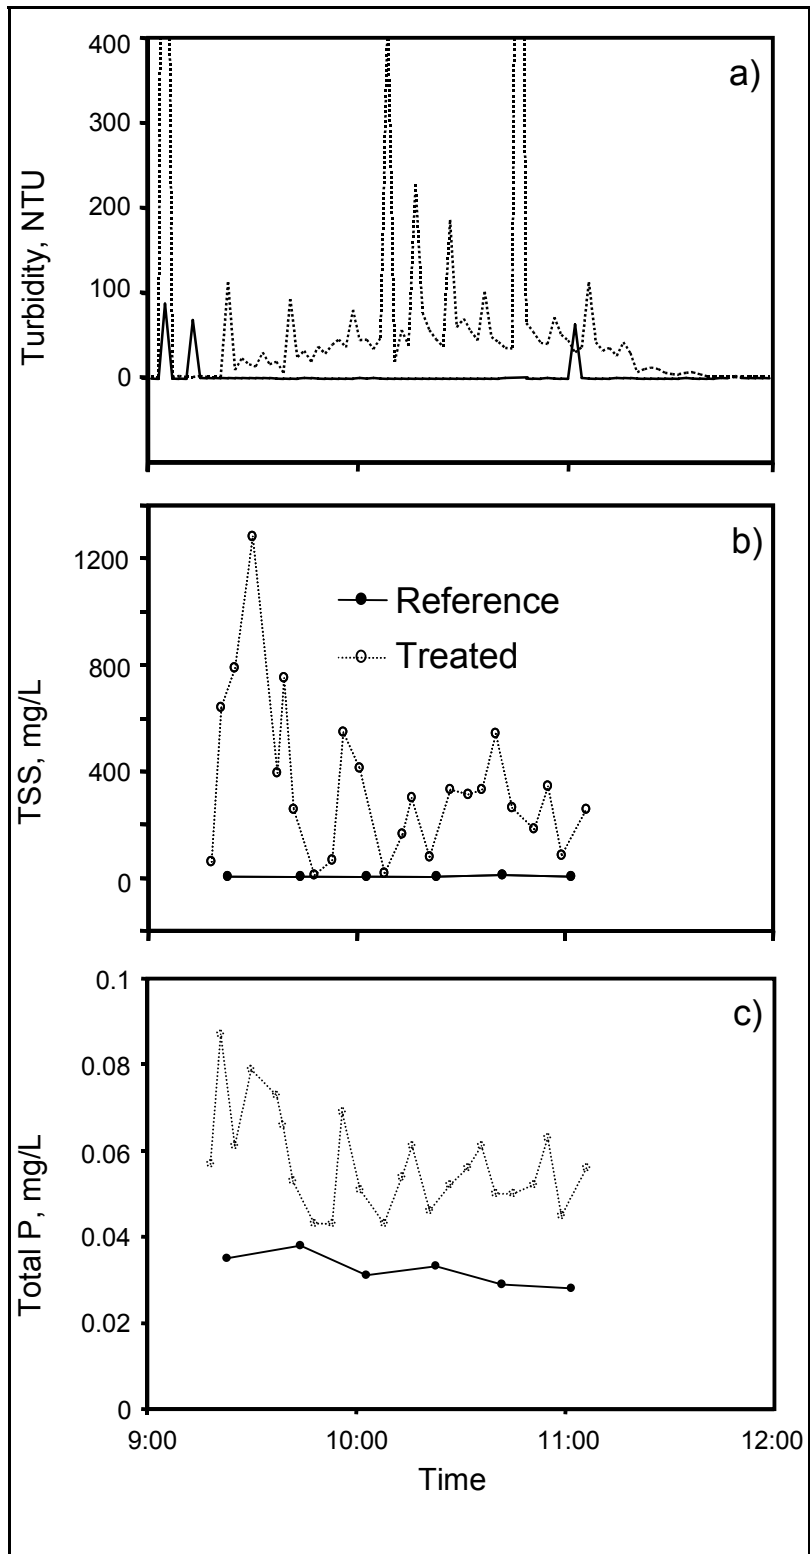 a)
400
300
200
100
0
Turbidity, NTU
b)
1200
800
400
0
TSS, mg/L
Reference
Treated
c)
0.1
0.08
0.06
0.04
0.02
0
Total P, mg/L
9:00 10:00 11:00 12:00
Time